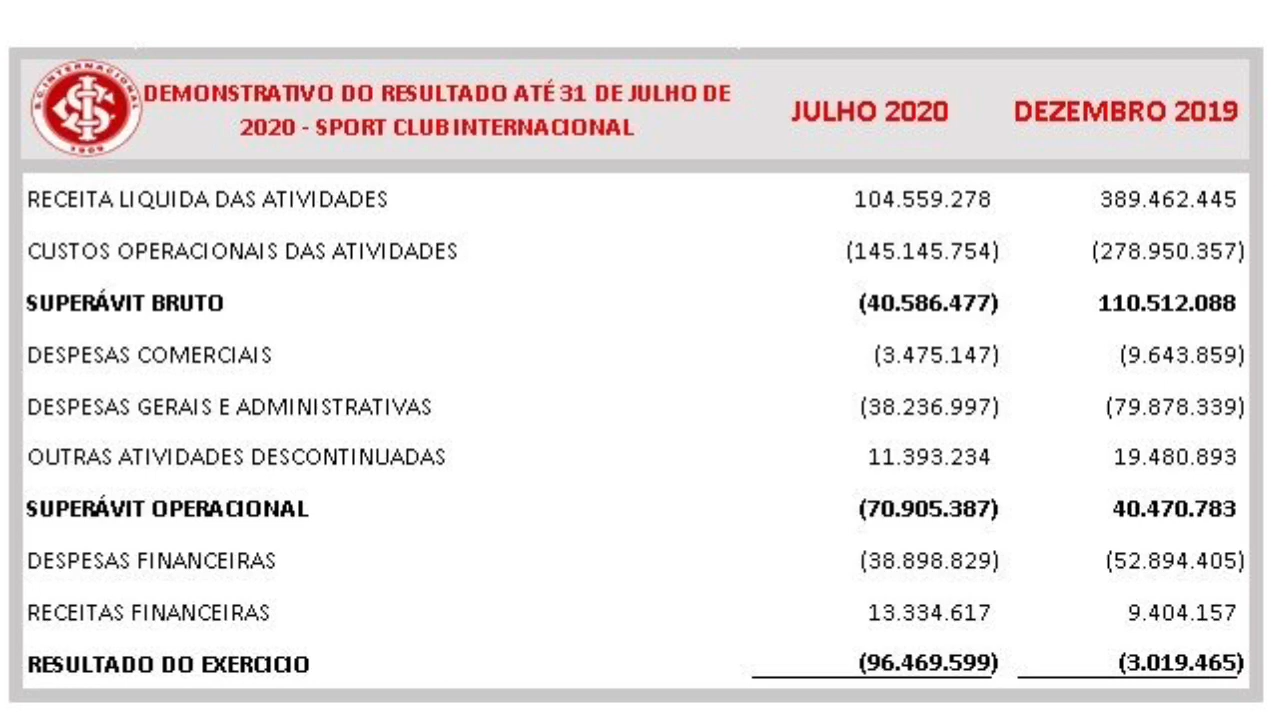 S.C. INTERNACIONAL
1909
DEMONSTRATIVO DO RESULTADO ATÉ 31 DE JULHO DE
2020 - SPORT CLUB INTERNACIONAL
JULHO 2020 DEZEMBRO 2019
RECEITA LIQUIDA DAS ATIVIDADES 104.559.278 389.462.445
CUSTOS OPERACIONAIS DAS ATIVIDADES (145.145.754) (278.950.357)
SUPERÁVIT BRUTO (40.586.477) 110.512.088
DESPESAS COMERCIAIS (3.475.147) (9.643.859)
DESPESAS GERAIS E ADMINISTRATIVAS (38.236.997) (79.878.339)
OUTRAS ATIVIDADES DESCONTINUADAS 11.393.234 19.480.893
SUPERÁVIT OPERACIONAL (70.905.387) 40.470.783
DESPESAS FINANCEIRAS (38.898.829) (52.894.405)
RECEITAS FINANCEIRAS 13.334.617 9.404.157
RESULTADO DO EXERCICIO (96.469.599) (3.019.465)